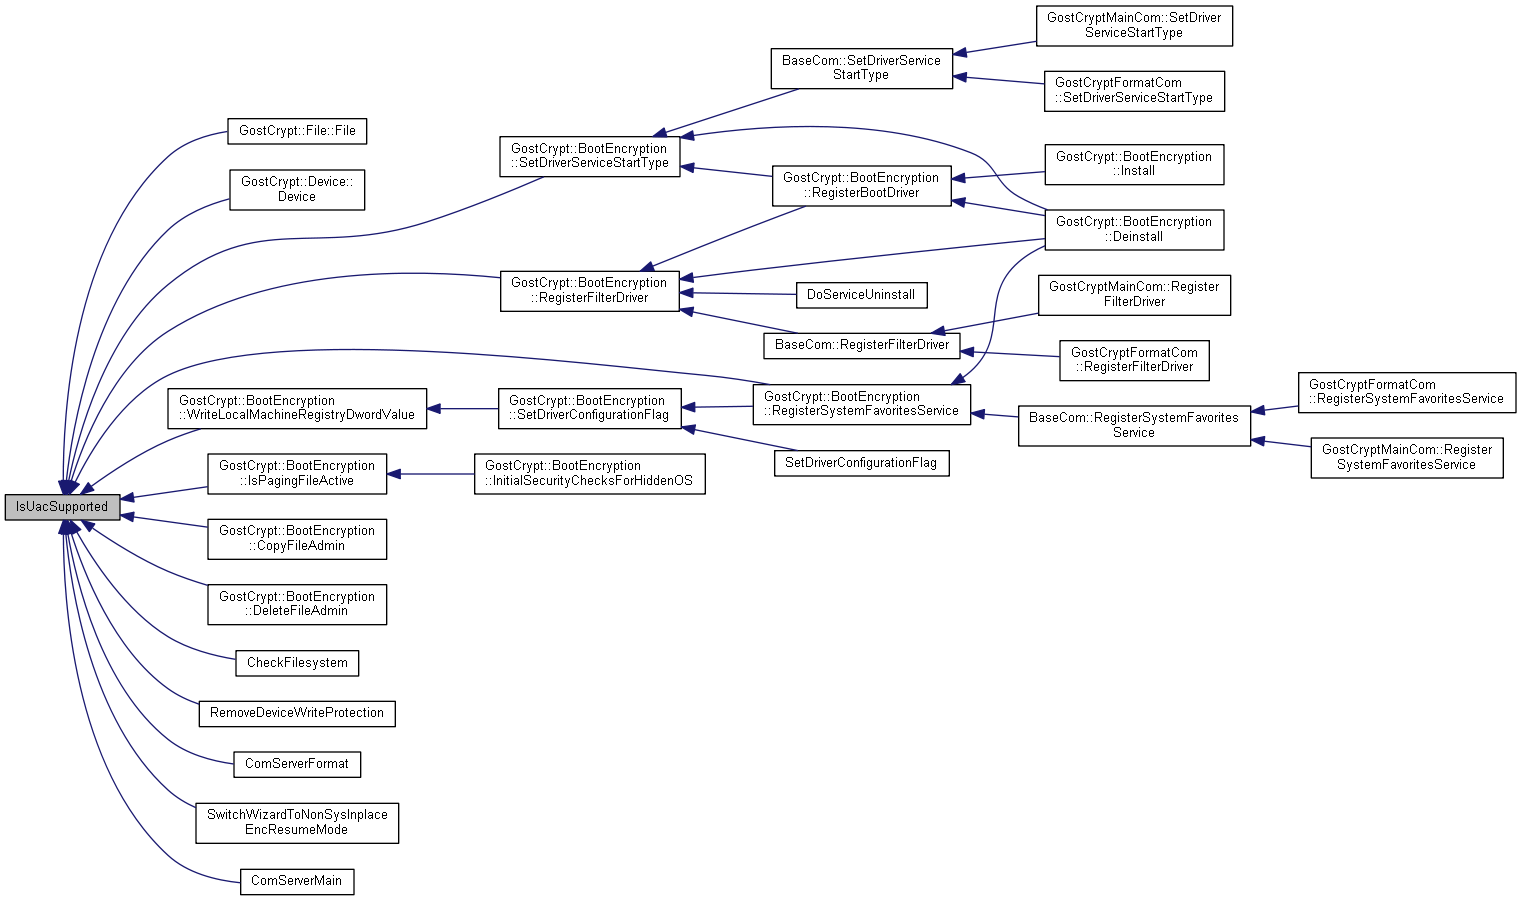 GostCryptMainCom::SetDriver
ServiceStartType
BaseCom::SetDriverService
StartType
GostCryptFormatCom
::SetDriverServiceStartType
GostCrypt::File::File
GostCrypt::BootEncryption
::SetDriverServiceStartType
GostCrypt::BootEncryption
::Install
GostCrypt::Device::
Device
GostCrypt::BootEncryption
::RegisterBootDriver
GostCrypt::BootEncryption
::Deinstall
GostCrypt::BootEncryption
::RegisterFilterDriver
DoServiceUninstall
GostCryptMainCom::Register
FilterDriver
BaseCom::RegisterFilterDriver
GostCryptFormatCom
::RegisterFilterDriver
GostCrypt::BootEncryption
::WriteLocalMachineRegistryDwordValue
GostCrypt::BootEncryption
::SetDriverConfigurationFlag
GostCrypt::BootEncryption
::RegisterSystemFavoritesService
BaseCom::RegisterSystemFavorites
Service
GostCryptFormatCom
::RegisterSystemFavoritesService
GostCryptMainCom::Register
SystemFavoritesService
SetDriverConfigurationFlag
GostCrypt::BootEncryption
::IsPagingFileActive
GostCrypt::BootEncryption
::InitialSecurityChecksForHiddenOS
IsUacSupported
GostCrypt::BootEncryption
::CopyFileAdmin
GostCrypt::BootEncryption
::DeleteFileAdmin
CheckFilesystem
RemoveDeviceWriteProtection
ComServerFormat
SwitchWizardToNonSysInplace
EncResumeMode
ComServerMain